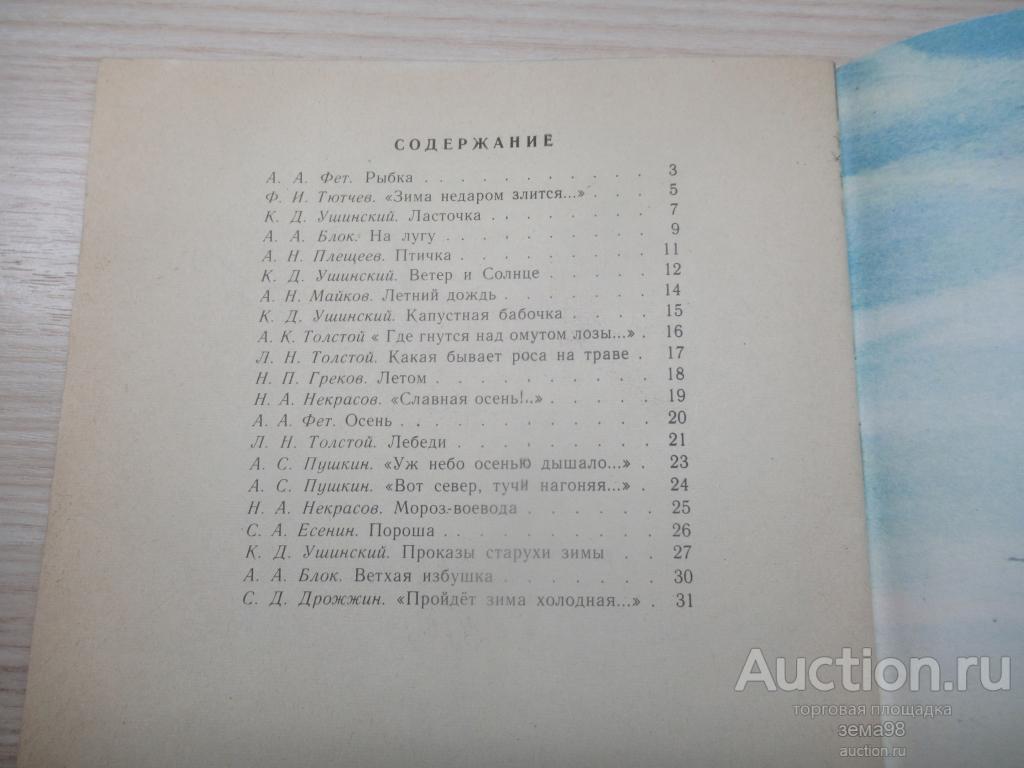 СОДЕРЖАНИЕ
А. А. Фет. Рыбка . . . . . . . . . . . 3
Ф. И. Тютчев. «Зима недаром злится...» . . . . 5
К. Д. Ушинский. Ласточка . . . . . . . . 7
А. А. Блок. На лугу . . . . . . . . . . 9
А. Н. Плещеев. Птичка . . . . . . . . . 11
К. Д. Ушинский. Ветер и Солнце . . . . . . 12
А. Н. Майков. Летний дождь . . . . . . . 14
К. Д. Ушинский. Капустная бабочка . . . . . 15
А. К. Толстой « Где гнутся над омутом лозы...» . 16
Л. Н. Толстой. Какая бывает роса на траве . 17
Н. П. Греков. Летом . . . . . . . . . . 18
Н. А. Некрасов. «Славная осень!..» . . . . . 19
А. А. Фет. Осень . . . . . . . . . . . 20
Л. Н. Толстой. Лебеди . . . . . . . . . 21
А. С. Пушкин. «Уж небо осенью дышало...» . 23
А. С. Пушкин. «Вот север, тучи нагоняя...» . 24
Н. А. Некрасов. Мороз-воевода . . . . . . 25
С. А. Есенин. Пороша . . . . . . . . . 26
К. Д. Ушинский. Проказы старухи зимы . . 27
А. А. Блок. Ветхая избушка . . . . . . . 30
С. Д. Дрожжин. «Пройдёт зима холодная...» . 31
Auction.ru
торговая площадка
зема98
auction.ru